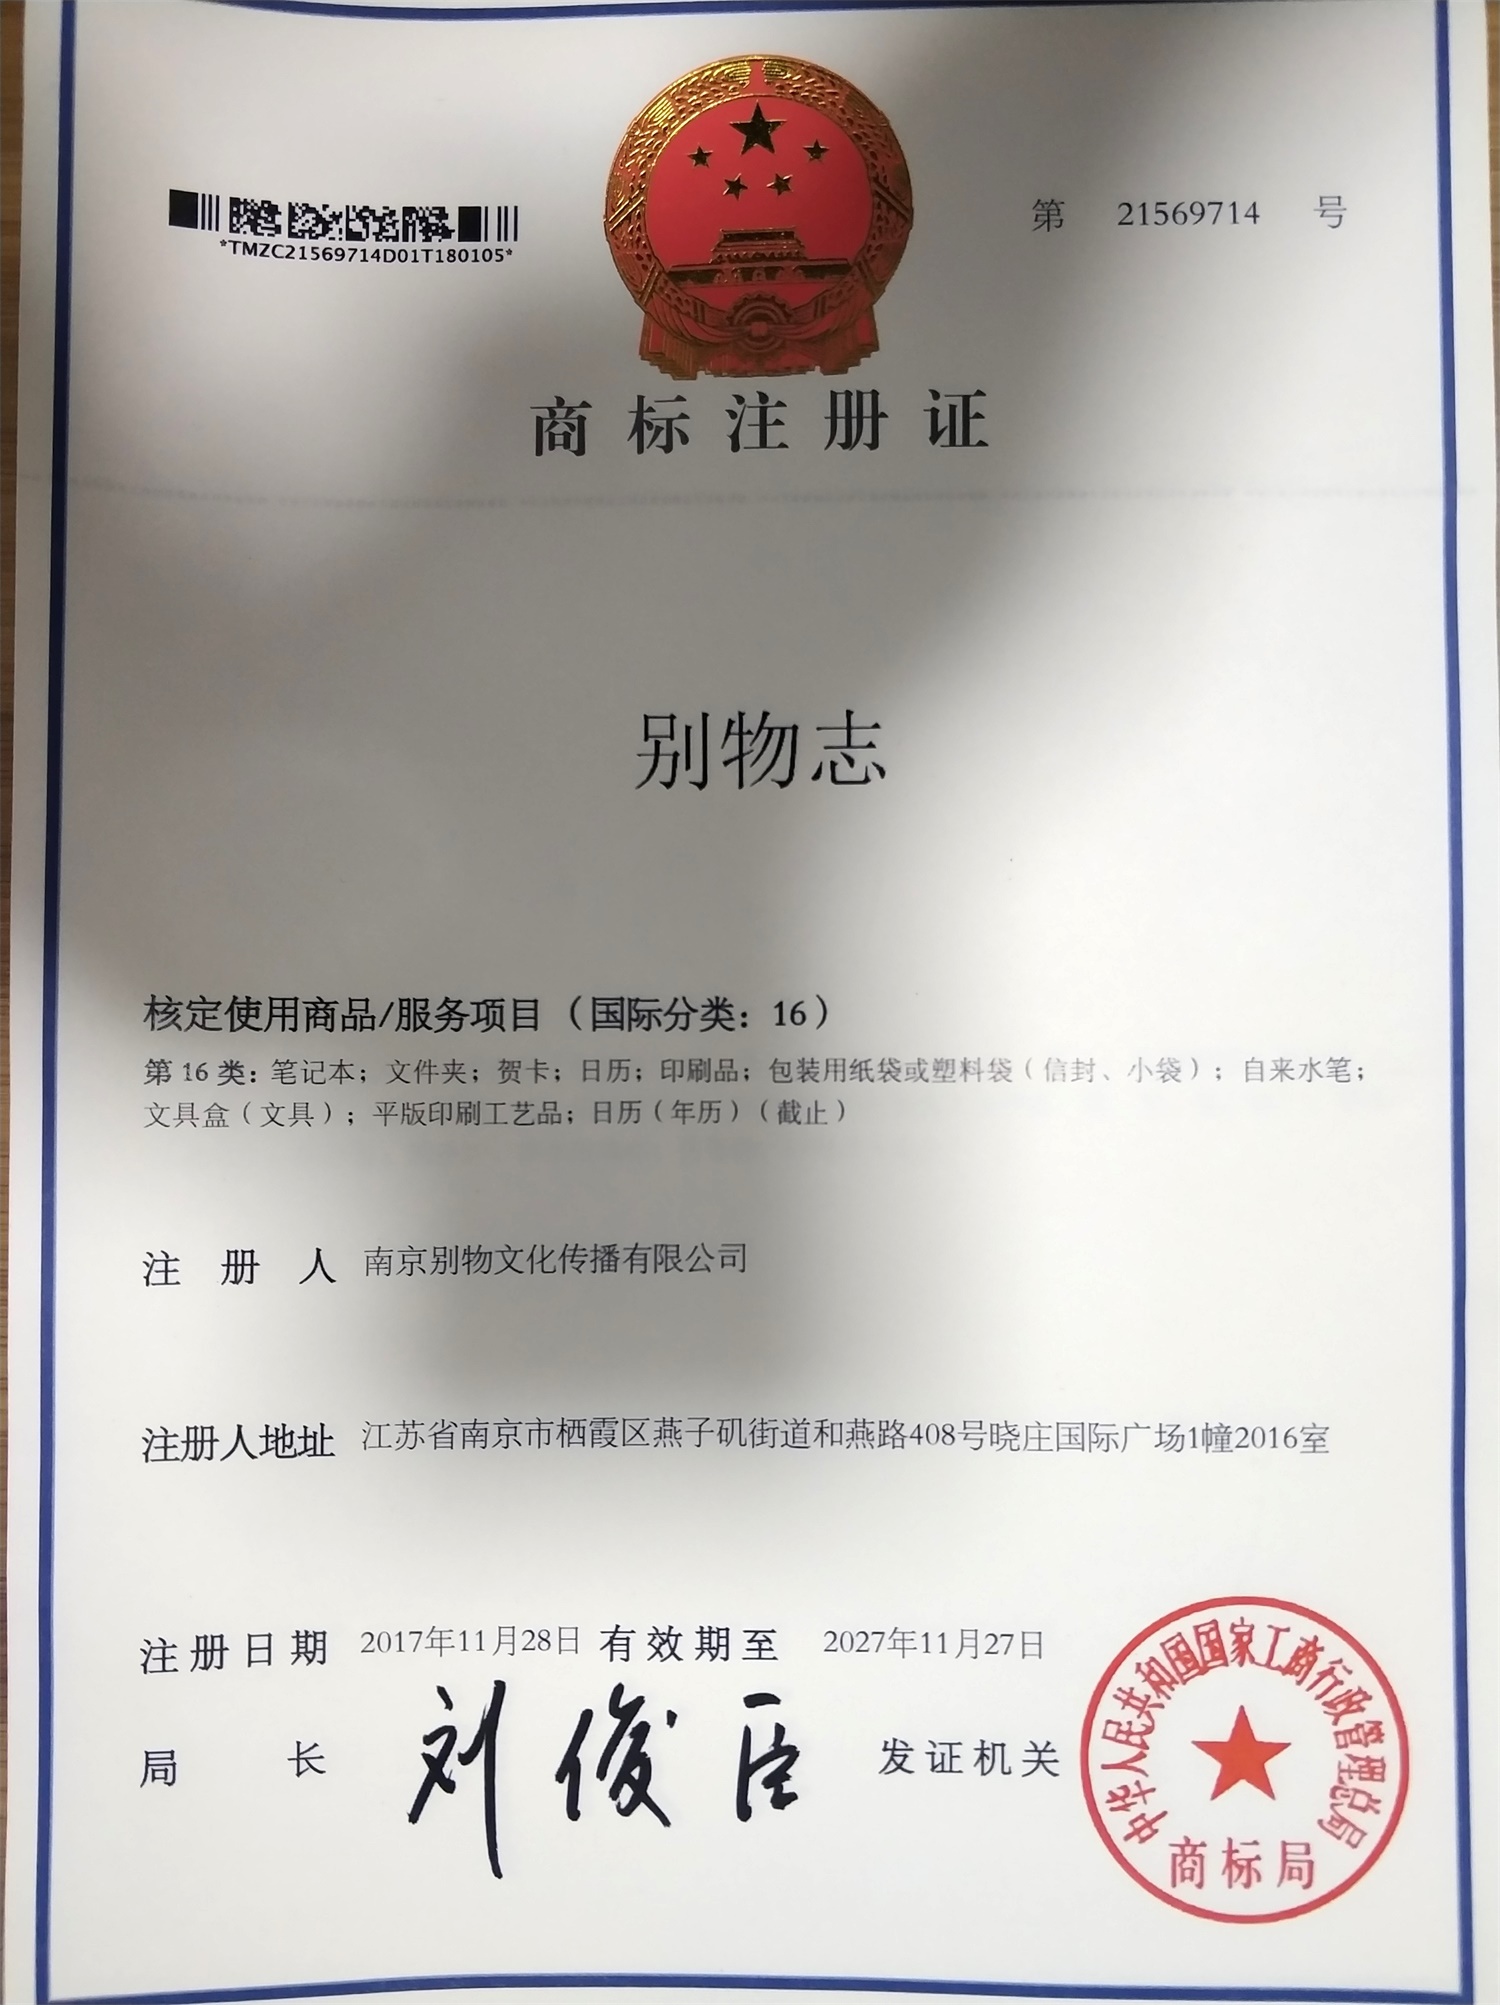 *TMZC21569714D01T180105*
第 21569714 号
商标注册证
别物志
核定使用商品/服务项目（国际分类：16）
第 16 类：笔记本；文件夹；贺卡；日历；印刷品；包装用纸袋或塑料袋（信封、小袋）；自来水笔；
文具盒（文具）；平版印刷工艺品；日历（年历）（截止）
注册人 南京别物文化传播有限公司
注册人地址 江苏省南京市栖霞区燕子矶街道和燕路408号晓庄国际广场1幢2016室
注册日期 2017年11月28日 有效期至 2027年11月27日
局长 刘俊臣 发证机关
中华人民共和国国家工商行政管理总局
商标局